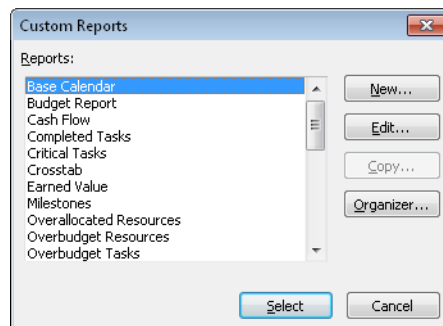 Custom Reports
Reports:
Base Calendar
Budget Report
Cash Flow
Completed Tasks
Critical Tasks
Crosstab
Earned Value
Milestones
Overallocated Resources
Overbudget Resources
Overbudget Tasks
New...
Edit...
Copy...
Organizer...
Select
Cancel